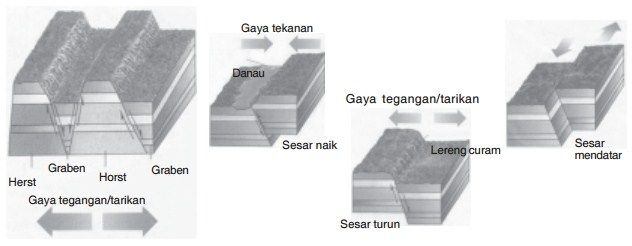 Herst
Graben
Horst
Graben
Gaya tegangan/tarikan
Gaya tekanan
Danau
Sesar naik
Gaya tegangan/tarikan
Lereng curam
Sesar turun
Sesar
mendatar